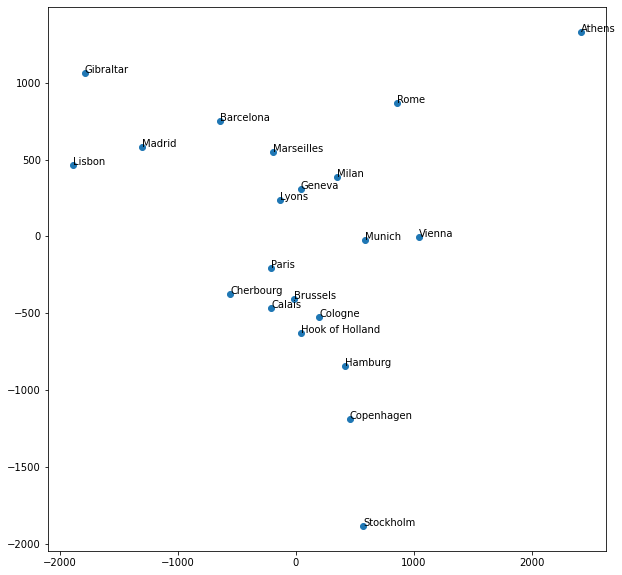 Athens
Gibraltar
Rome
1000
Barcelona
Madrid
Marseilles
500
Lisbon
Milan
Geneva
Lyons
0
Munich
Vienna
Paris
Cherbourg
Brussels
Calais
−500
Cologne
Hook of Holland
Hamburg
−1000
Copenhagen
−1500
Stockholm
−2000
−2000 −1000 0 1000 2000